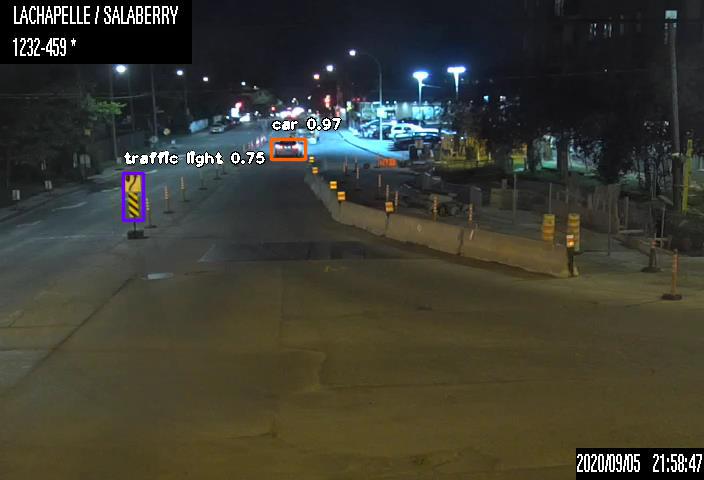 LACHAPELLE / SALABERRY
1232-459 *
car 0.97
traffic light 0.75
2020/09/05 21:58:47